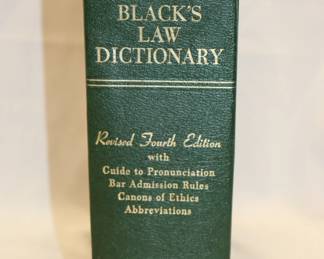 BLACK'S
LAW
DICTIONARY
Revised Fourth Edition
with
Guide to Pronunciation
Bar Admission Rules
Canons of Ethics
Abbreviations